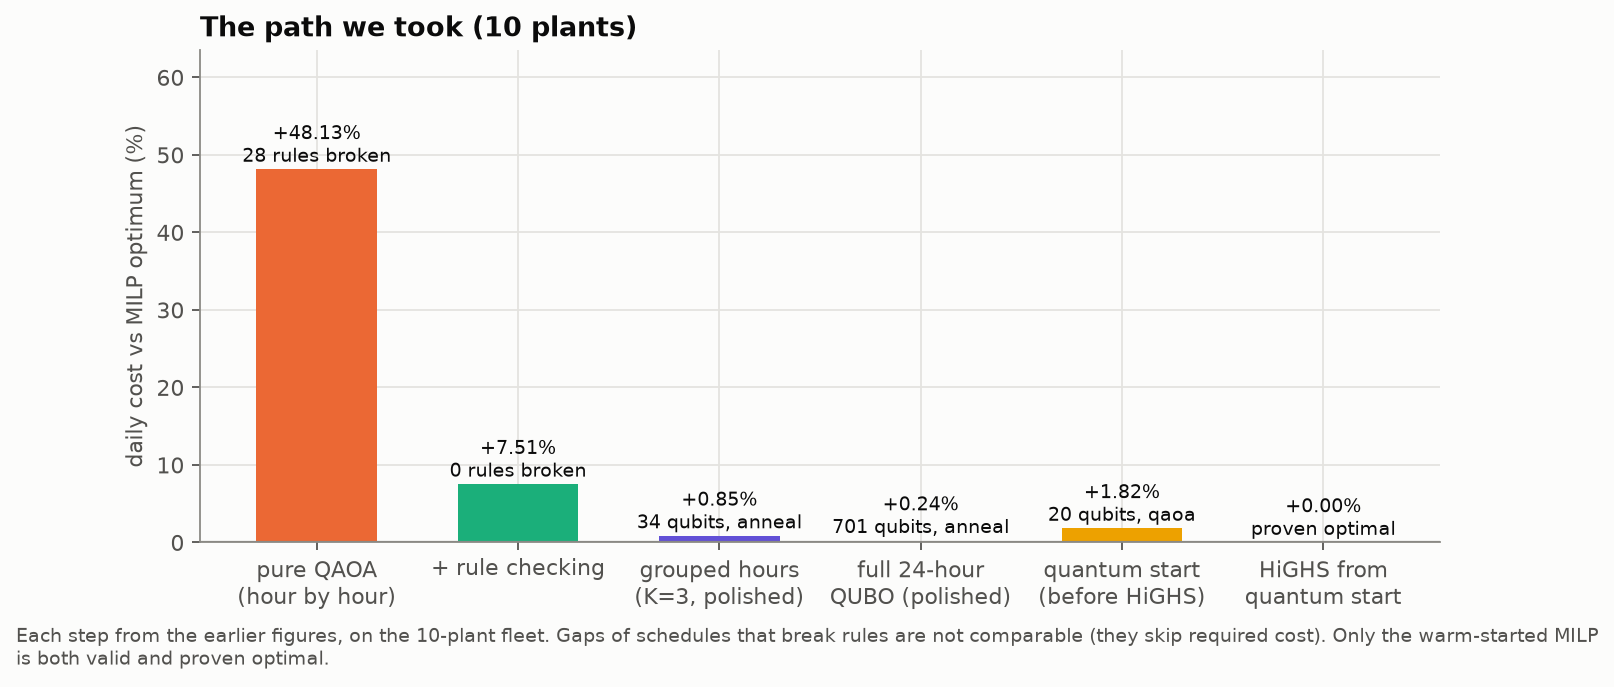 The path we took (10 plants)
daily cost vs MILP optimum (%)
60
50
40
30
20
10
0
+48.13%
28 rules broken
+7.51%
0 rules broken
+0.85%
34 qubits, anneal
+0.24%
701 qubits, anneal
+1.82%
20 qubits, qaoa
+0.00%
proven optimal
pure QAOA
(hour by hour)
+ rule checking
grouped hours
(K=3, polished)
full 24-hour
QUBO (polished)
quantum start
(before HiGHS)
HiGHS from
quantum start
Each step from the earlier figures, on the 10-plant fleet. Gaps of schedules that break rules are not comparable (they skip required cost). Only the warm-started MILP
is both valid and proven optimal.